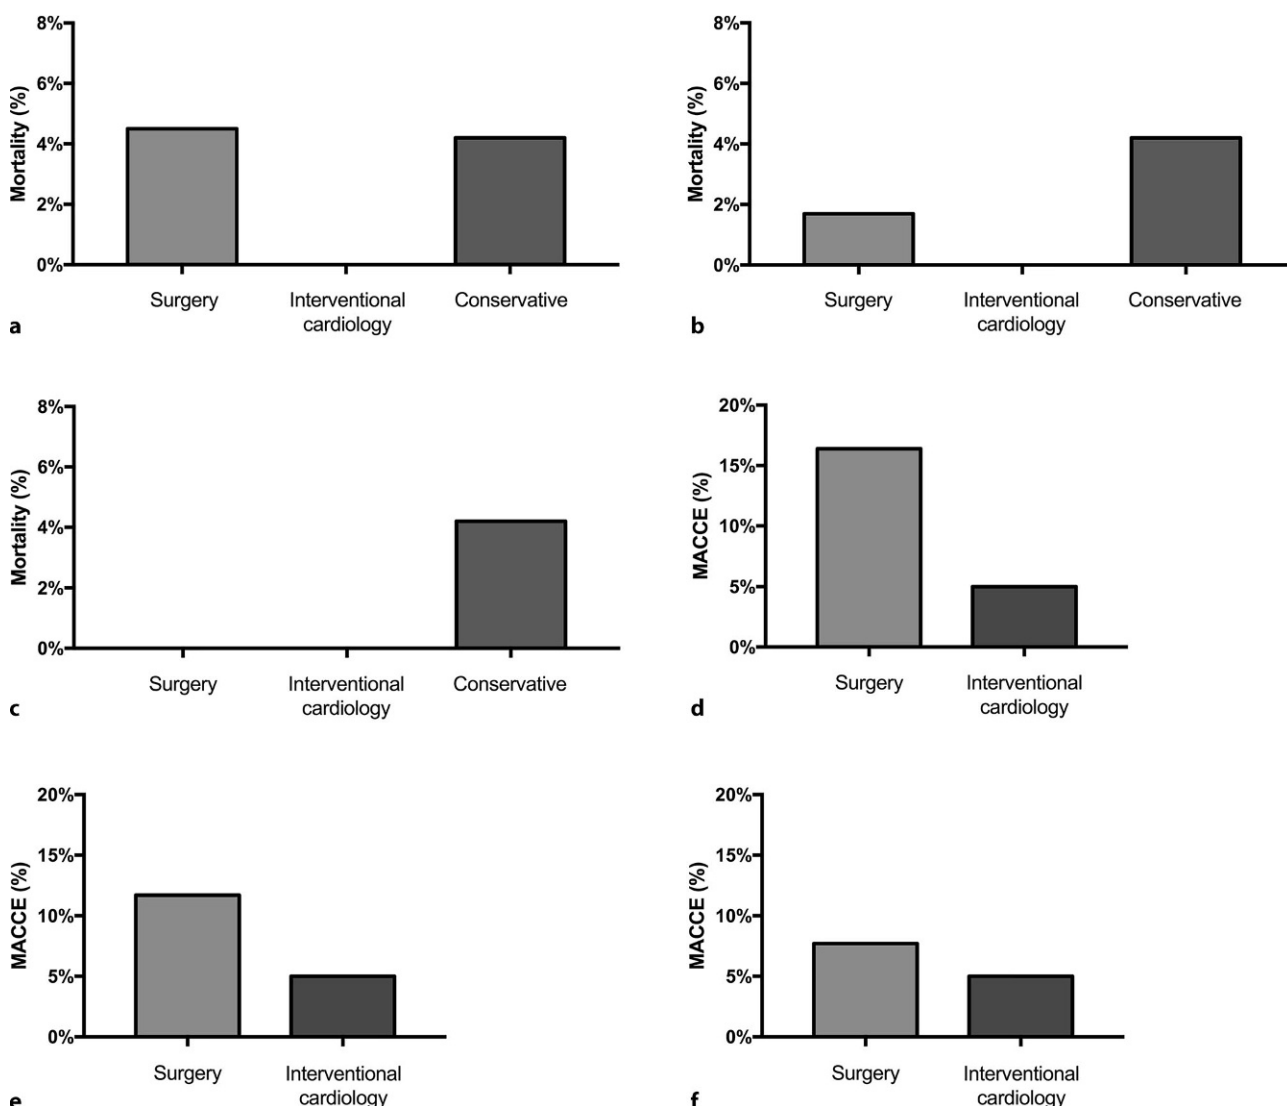 8%
6%
4%
2%
0%
Mortality (%)
Surgery
Interventional
cardiology
Conservative
a
8%
6%
4%
2%
0%
Mortality (%)
Surgery
Interventional
cardiology
Conservative
b
8%
6%
4%
2%
0%
Mortality (%)
Surgery
Interventional
cardiology
Conservative
c
20%
15%
10%
5%
0%
MACCE (%)
Surgery
Interventional
cardiology
d
20%
15%
10%
5%
0%
MACCE (%)
Surgery
Interventional
cardiology
e
20%
15%
10%
5%
0%
MACCE (%)
Surgery
Interventional
cardiology
f